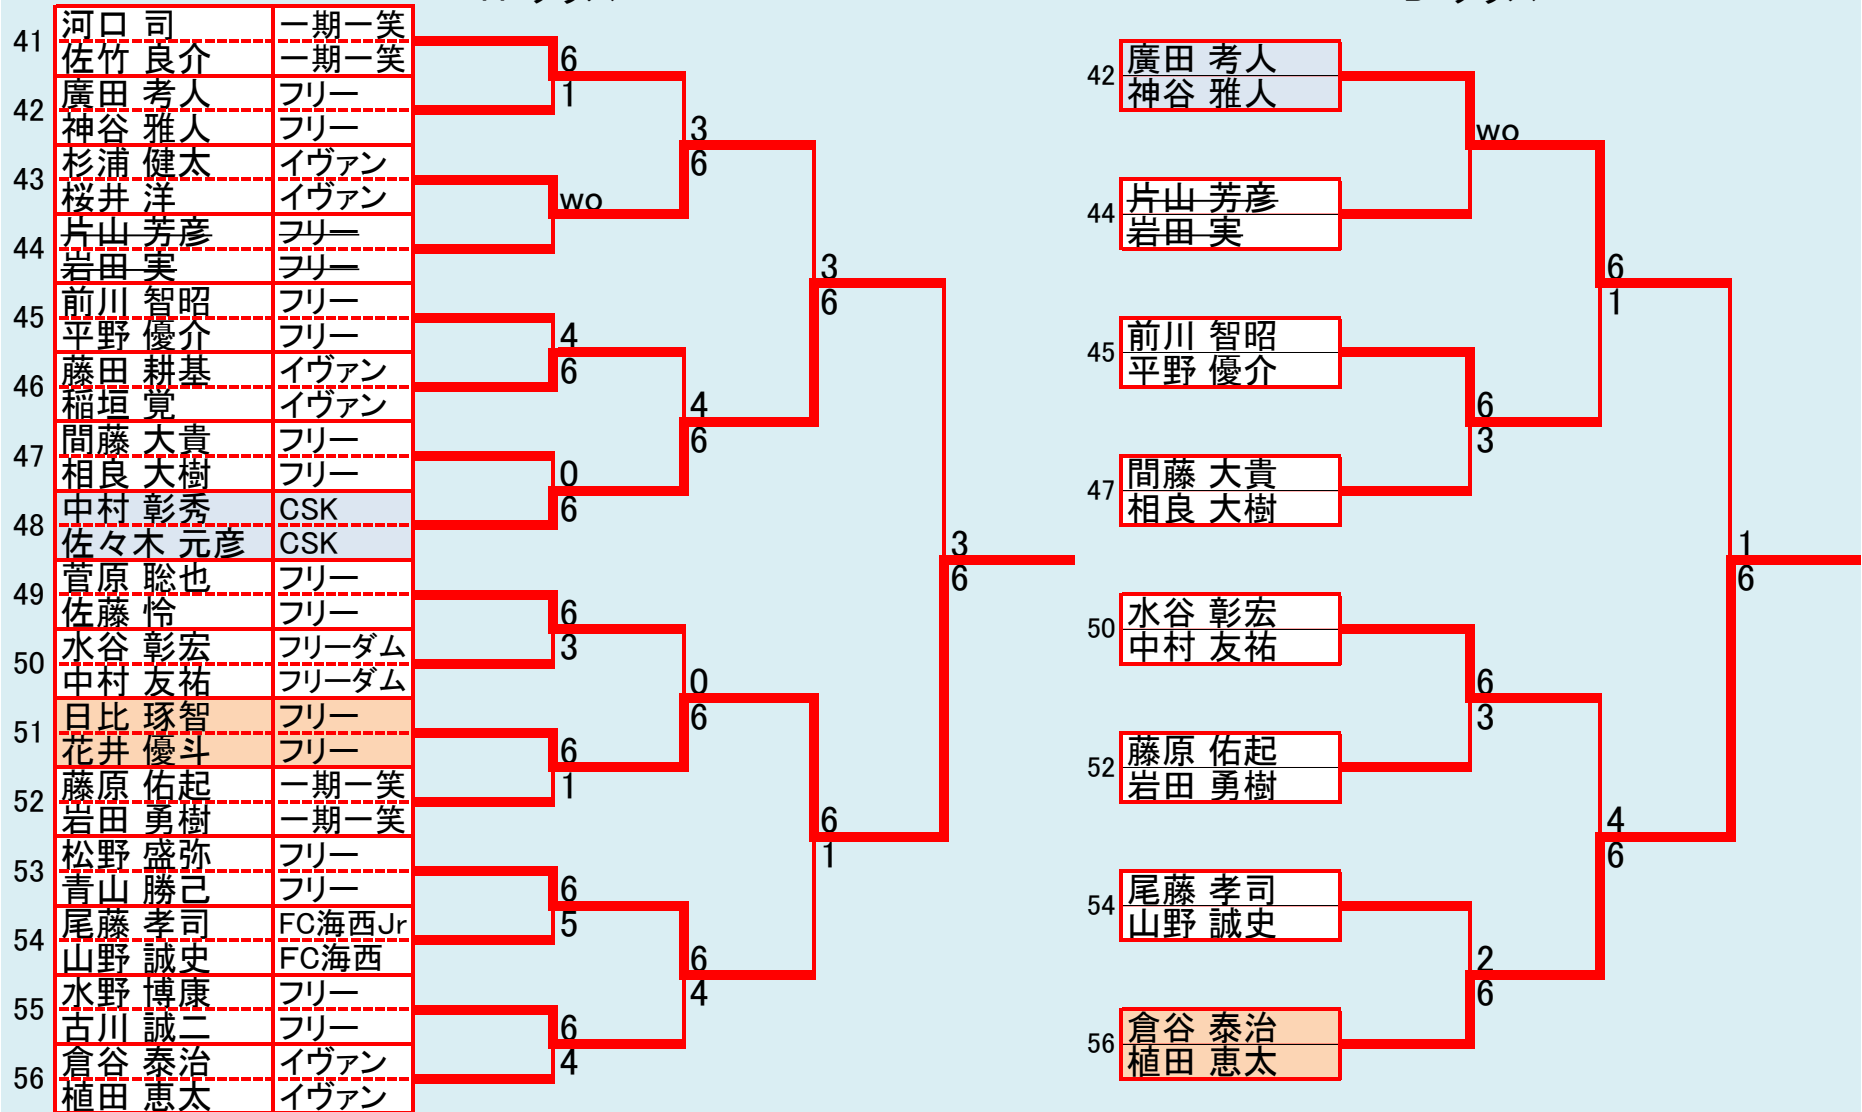 41 河口 司 一期一笑
佐竹 良介 一期一笑
6
1
42 廣田 考人 フリー
神谷 雅人 フリー
3
6
43 杉浦 健太 イヴァン
桜井 洋 イヴァン
wo
44 片山 芳彦 フリー
岩田 実 フリー
3
6
45 前川 智昭 フリー
平野 優介 フリー
4
6
46 藤田 耕基 イヴァン
稲垣 覚 イヴァン
4
6
47 間藤 大貴 フリー
相良 大樹 フリー
0
6
48 中村 彰秀 CSK
佐々木 元彦 CSK
3
6
49 菅原 聡也 フリー
佐藤 怜 フリー
6
3
50 水谷 彰宏 フリーダム
中村 友祐 フリーダム
0
6
51 日比 琢智 フリー
花井 優斗 フリー
6
1
52 藤原 佑起 一期一笑
岩田 勇樹 一期一笑
6
1
53 松野 盛弥 フリー
青山 勝己 フリー
6
5
54 尾藤 孝司 FC海西Jr
山野 誠史 FC海西
6
4
55 水野 博康 フリー
古川 誠二 フリー
6
4
56 倉谷 泰治 イヴァン
植田 恵太 イヴァン
42 廣田 考人
神谷 雅人
wo
44 片山 芳彦
岩田 実
6
1
45 前川 智昭
平野 優介
6
3
47 間藤 大貴
相良 大樹
1
6
50 水谷 彰宏
中村 友祐
6
3
52 藤原 佑起
岩田 勇樹
4
6
54 尾藤 孝司
山野 誠史
2
6
56 倉谷 泰治
植田 恵太